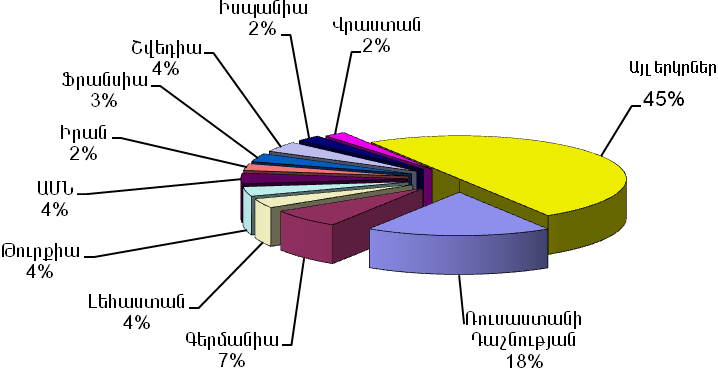 Իսպանիա
2%
Վրաստան
2%
Շվեդիա
4%
Ֆրանսիա
3%
Իրան
2%
ԱՄՆ
4%
Թուրքիա
4%
Լեհաստան
4%
Գերմանիա
7%
Ռուսաստանի
Դաշնության
18%
Այլ երկրներ
45%